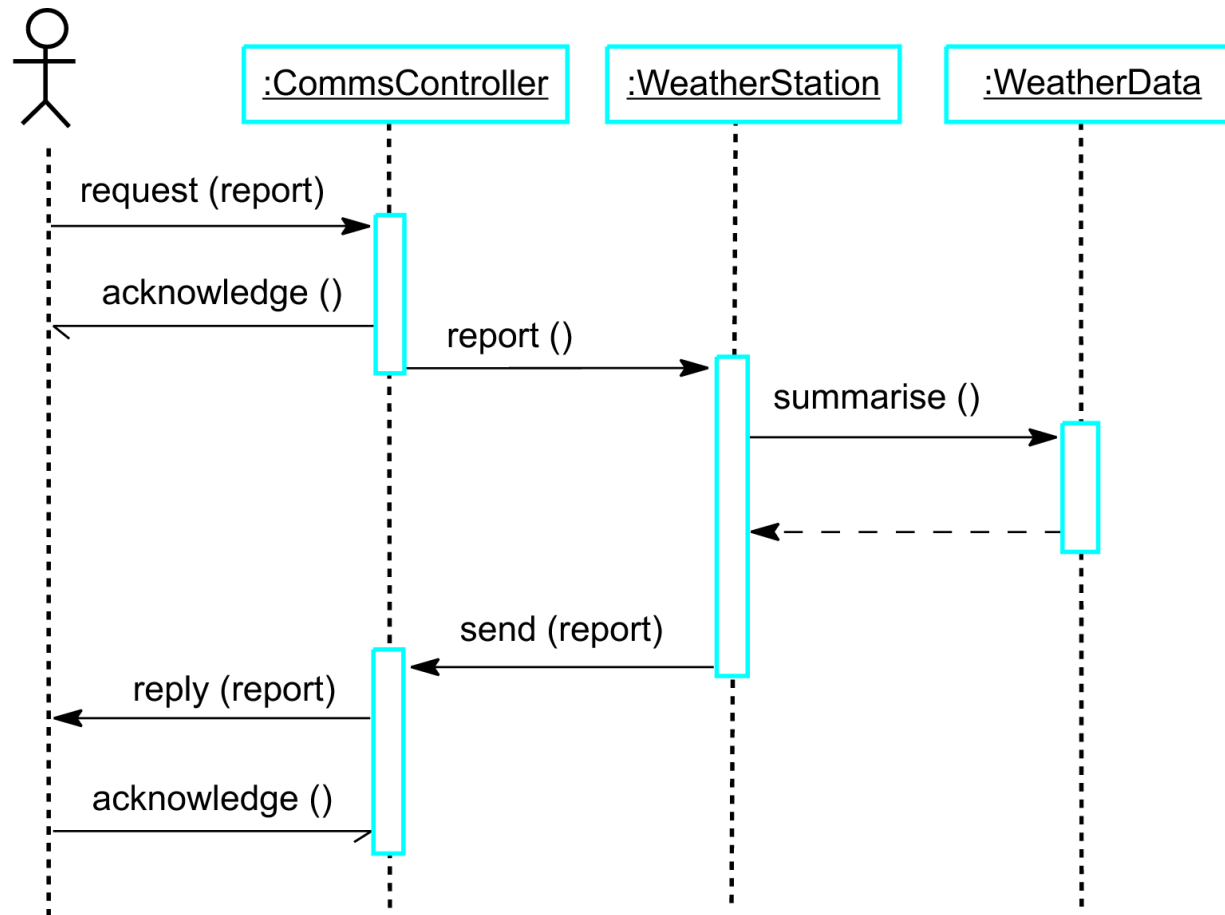 :CommsController
:WeatherStation
:WeatherData
request (report)
acknowledge ()
report ()
summarise ()
send (report)
reply (report)
acknowledge ()